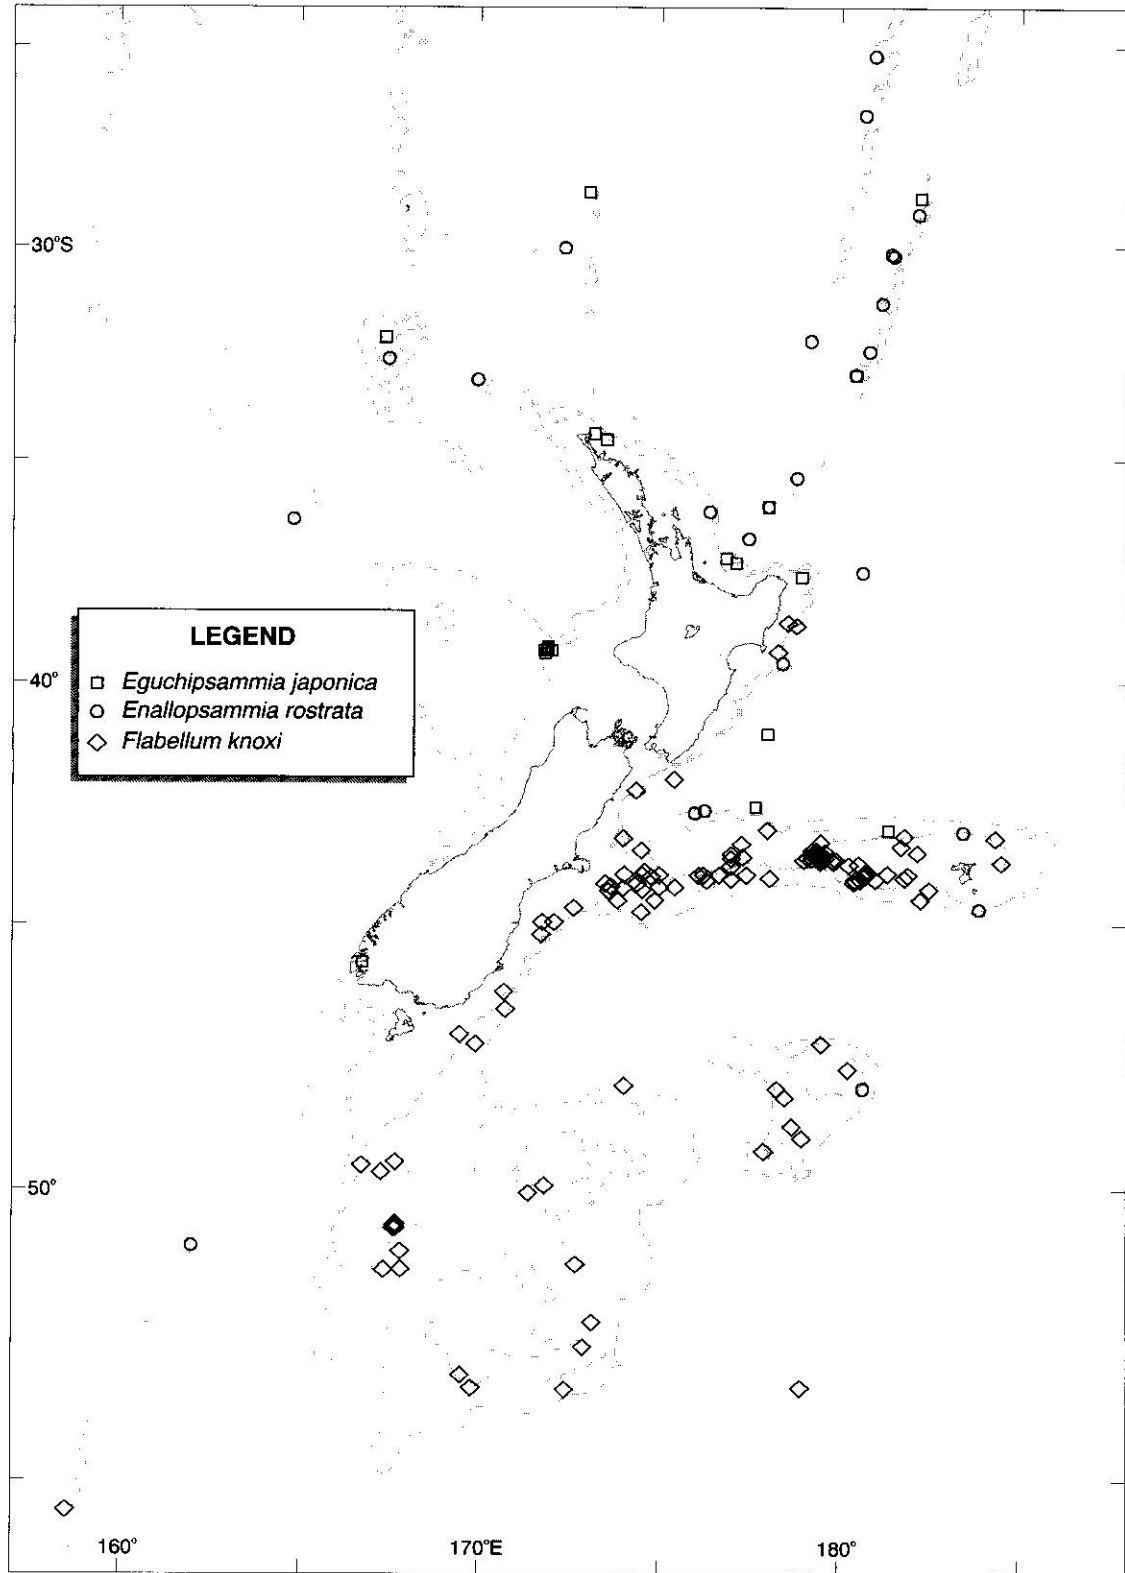 30°S
LEGEND
Eguchipsammia japonica
40°
Enallopsammia rostrata
Flabellum knoxi
50°
160°
170°E
180°